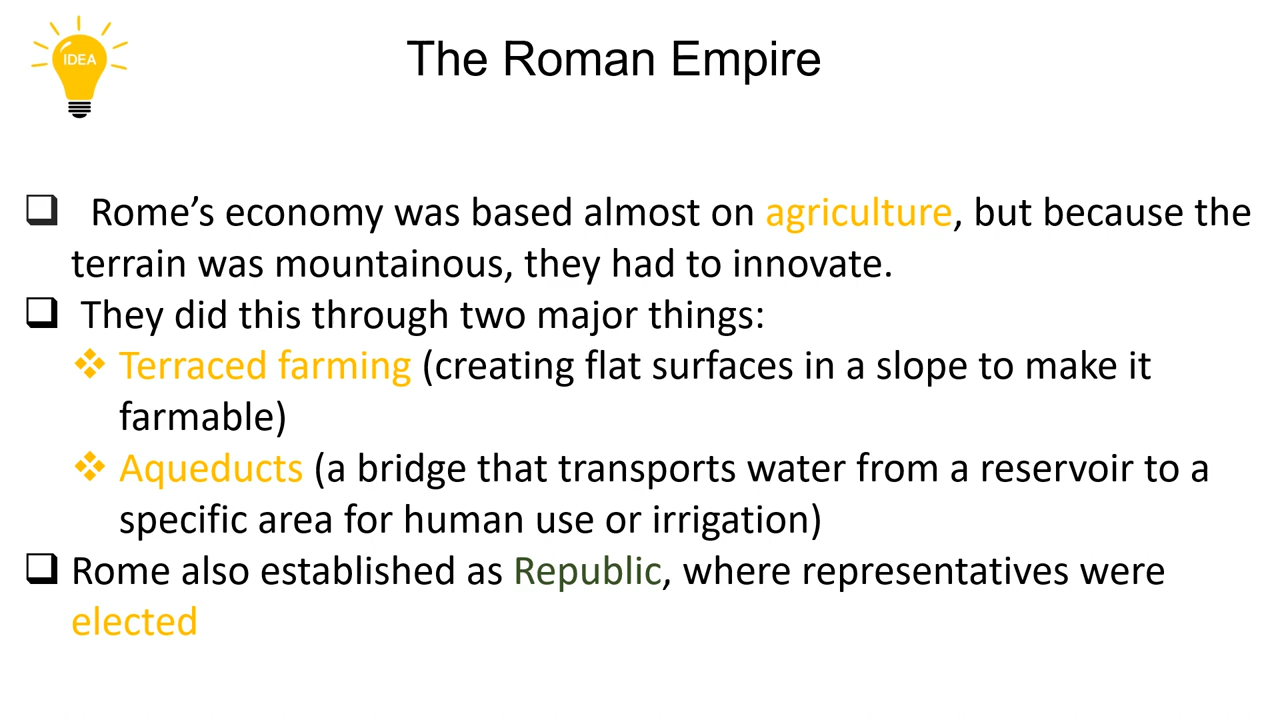 IDEA
The Roman Empire
Rome’s economy was based almost on agriculture, but because the
terrain was mountainous, they had to innovate.
They did this through two major things:
Terraced farming (creating flat surfaces in a slope to make it
farmable)
Aqueducts (a bridge that transports water from a reservoir to a
specific area for human use or irrigation)
Rome also established as Republic, where representatives were
elected